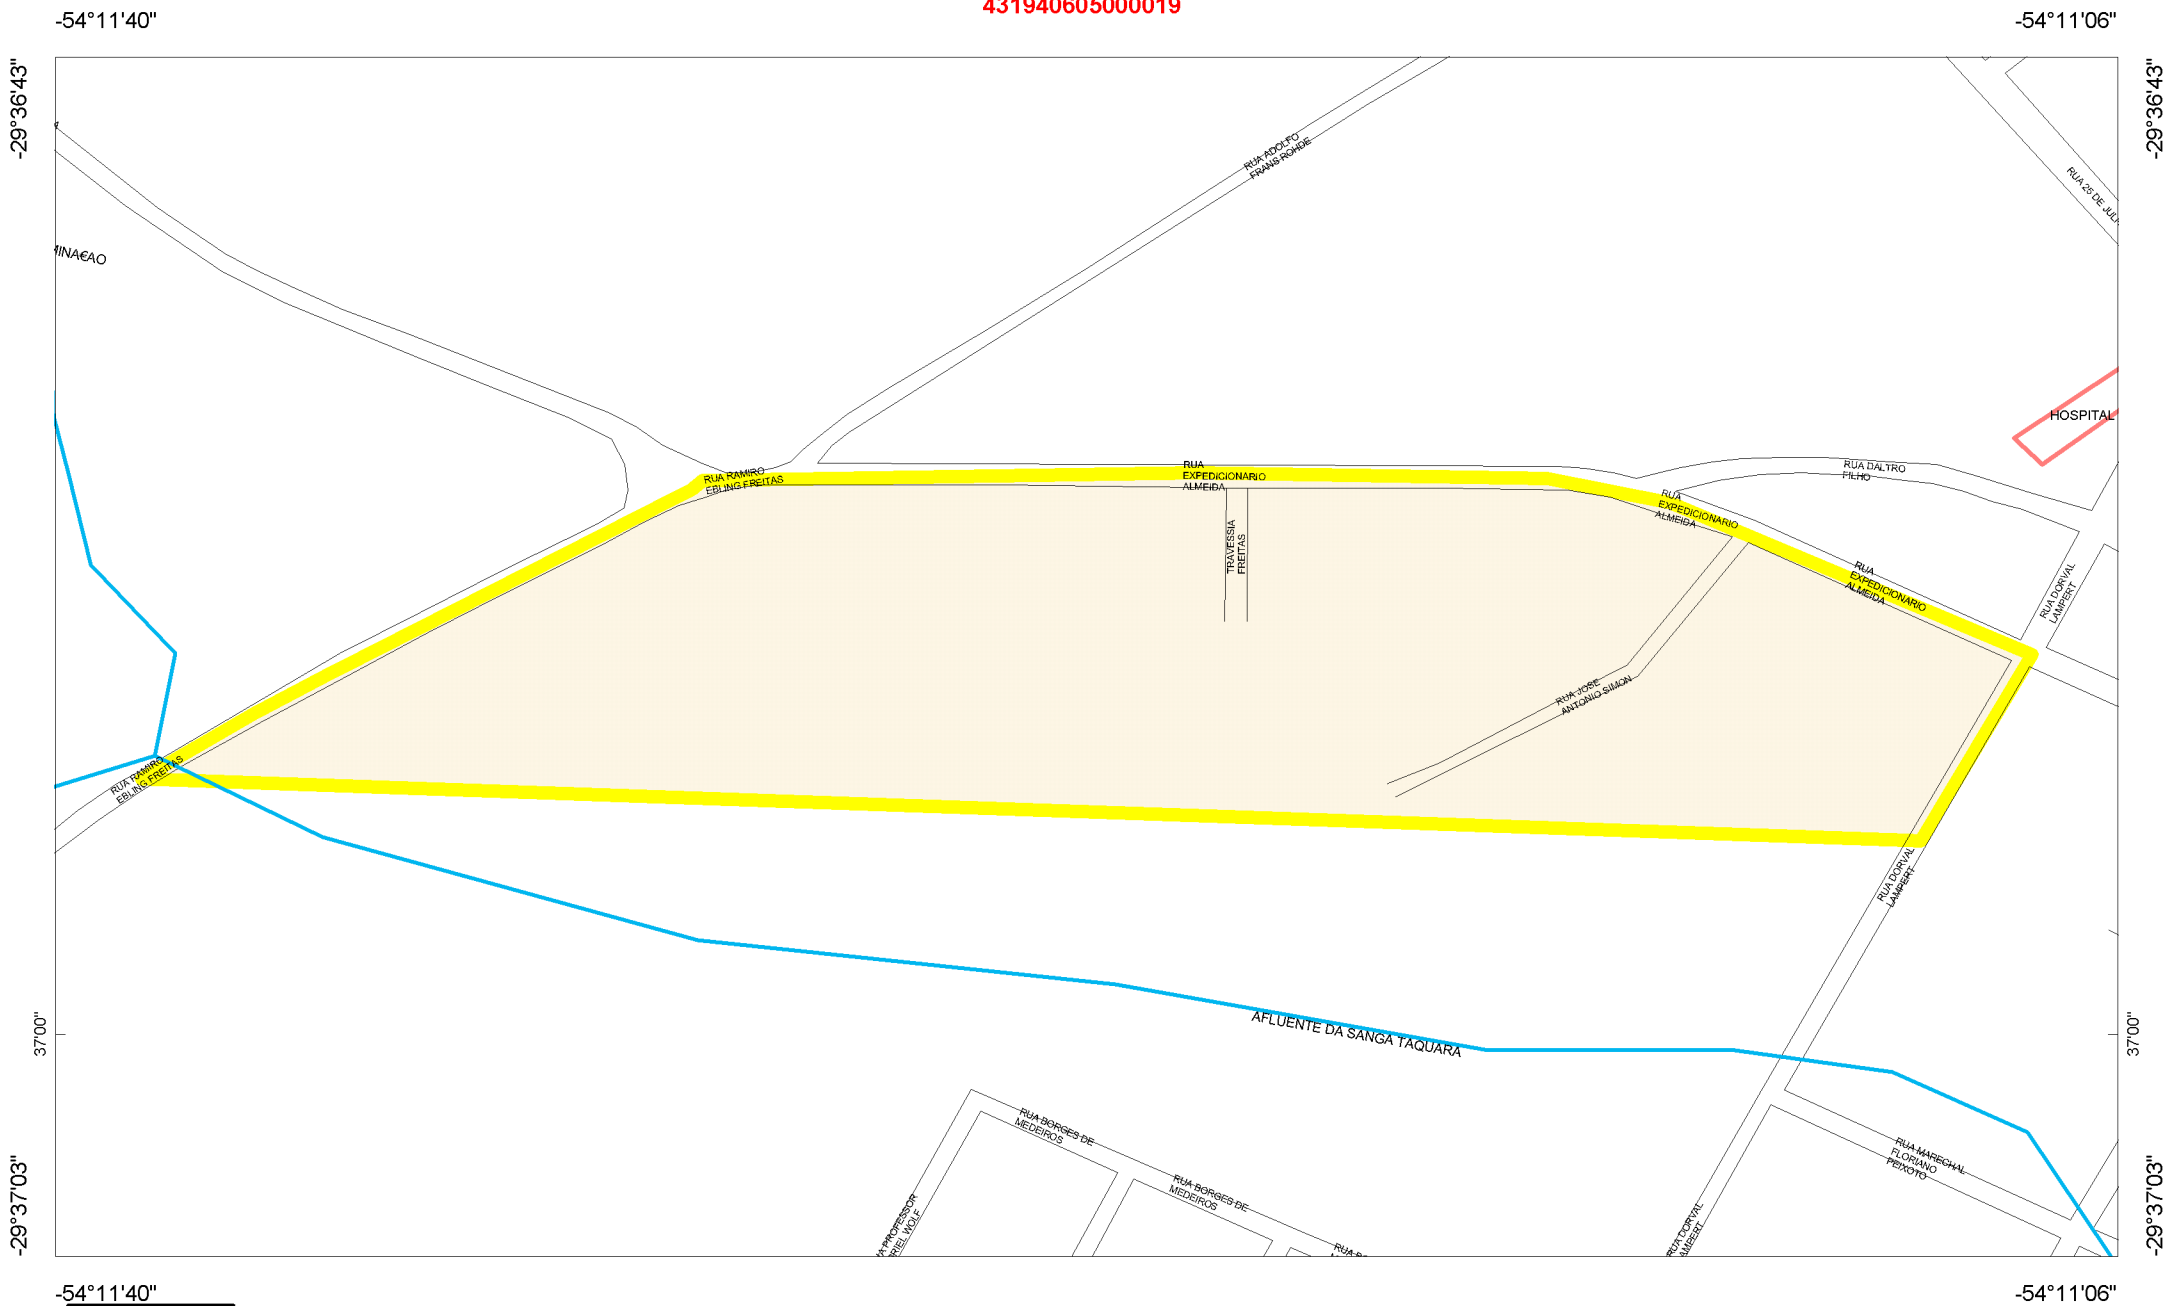 431940605000019
-54°11'40"
-54°11'06"
-29°36'43"
-29°36'43"
RUA ADOLFO
FRANS ROHDE
RUA 25 DE JUL
HOSPITAL
RUA RAMIRO
EBLING FREITAS
RUA
EXPEDICIONARIO
ALMEIDA
RUA DALTRO
FILHO
RUA
EXPEDICIONARIO
ALMEIDA
TRAVESSIA
FREITAS
RUA
EXPEDICIONARIO
ALMEIDA
RUA DORVAL
LAMPERT
RUA JOSE
ANTONIO SIMON
RUA RAMIRO
EBLING FREITAS
RUA DORVAL
LAMPERT
AFLUENTE DA SANGA TAQUARA
37'00"
37'00"
RUA BORGES DE
MEDEIROS
RUA MARECHAL
FLORIANO
PEIXOTO
RUA BORGES DE
MEDEIROS
PROFESSOR
WOLF
RUA DORVAL
-29°37'03"
-29°37'03"
-54°11'40"
-54°11'06"